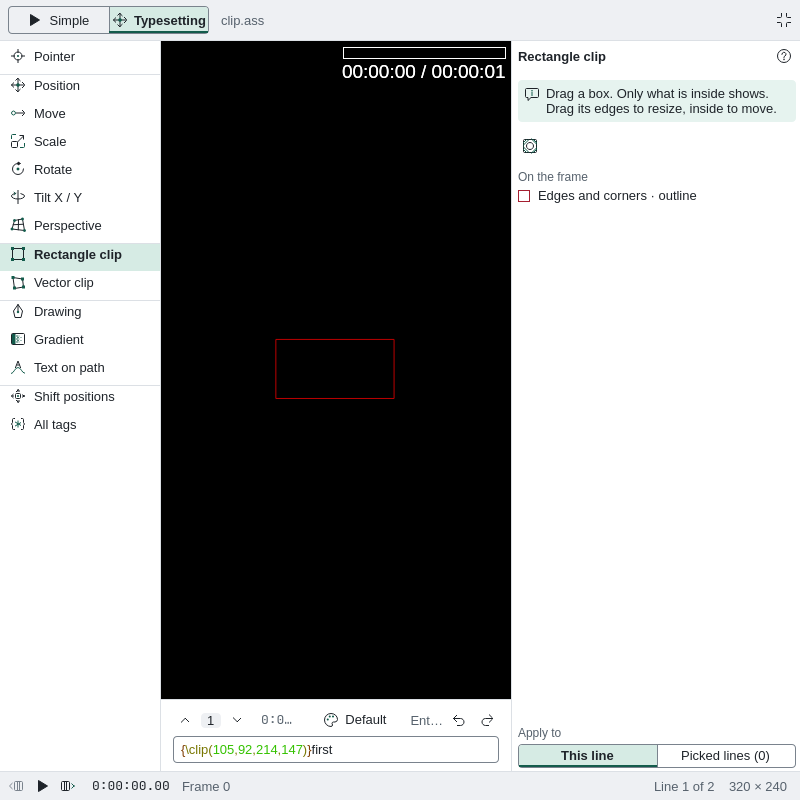 Simple
Typesetting
clip.ass
Pointer
Position
Move
Scale
Rotate
Tilt X / Y
Perspective
Rectangle clip
Vector clip
Drawing
Gradient
Text on path
Shift positions
All tags
00:00:00 / 00:00:01
1
0:0…
Default
Ent…
{\clip(105,92,214,147)}first
Rectangle clip
Drag a box. Only what is inside shows.
Drag its edges to resize, inside to move.
On the frame
Edges and corners · outline
Apply to
This line
Picked lines (0)
0:00:00.00
Frame 0
Line 1 of 2
320 × 240